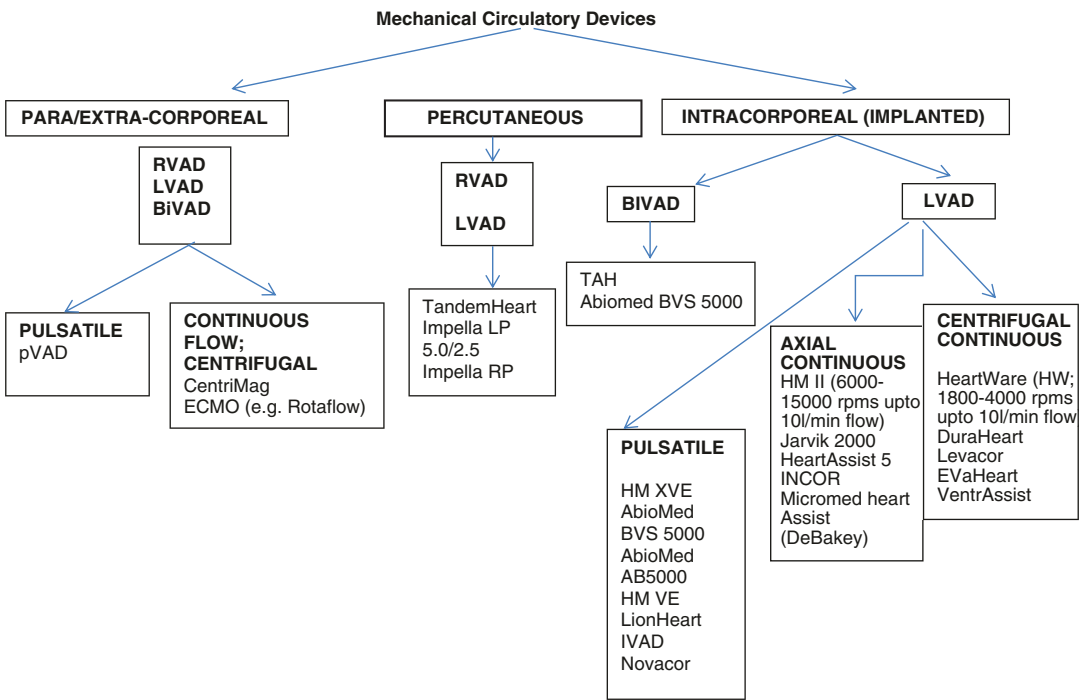 Mechanical Circulatory Devices
PARA/EXTRA-CORPOREAL
PERCUTANEOUS
INTRACORPOREAL (IMPLANTED)
RVAD
LVAD
BiVAD
RVAD
LVAD
BIVAD
LVAD
PULSATILE
pVAD
CONTINUOUS
FLOW;
CENTRIFUGAL
CentriMag
ECMO (e.g. Rotaflow)
TandemHeart
Impella LP
5.0/2.5
Impella RP
TAH
Abiomed BVS 5000
PULSATILE
HM XVE
AbioMed
BVS 5000
AbioMed
AB5000
HM VE
LionHeart
IVAD
Novacor
AXIAL
CONTINUOUS
HM II (6000-
15000 rpms upto
10l/min flow)
Jarvik 2000
HeartAssist 5
INCOR
Micromed heart
Assist
(DeBakey)
CENTRIFUGAL
CONTINUOUS
HeartWare (HW;
1800-4000 rpms
upto 10l/min flow
DuraHeart
Levacor
EVaHeart
VentrAssist